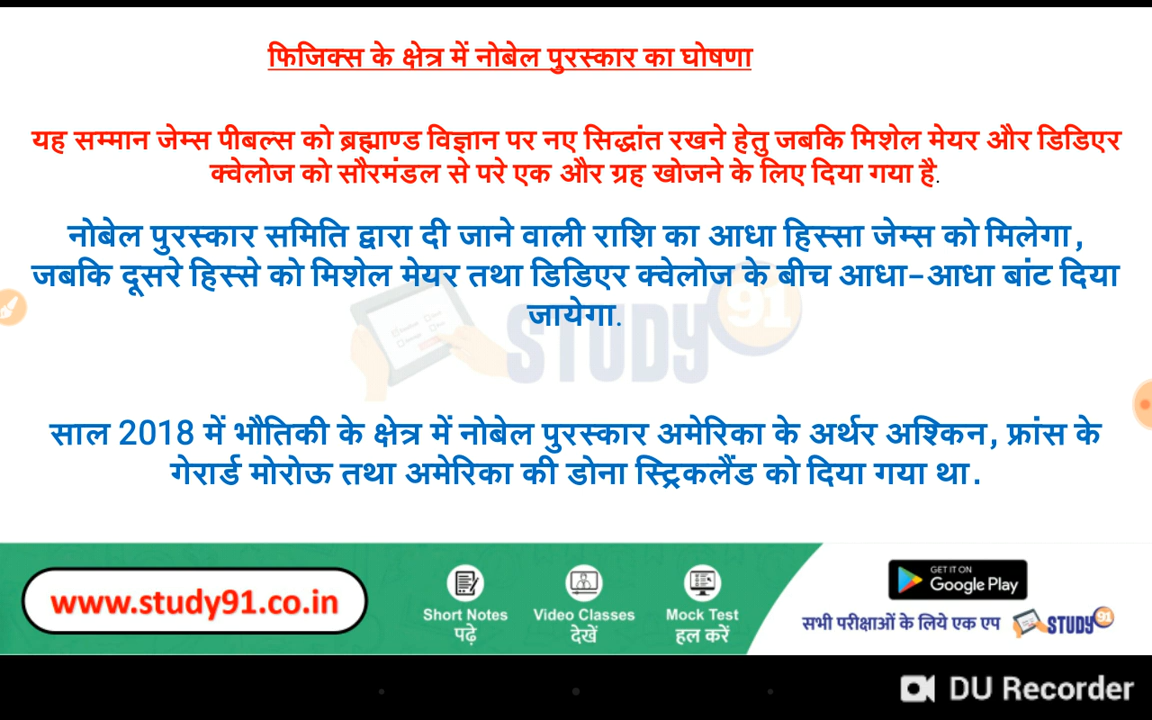 फिजिक्स के क्षेत्र में नोबेल पुरस्कार का घोषणा
यह सम्मान जेम्स पीबल्स को ब्रह्माण्ड विज्ञान पर नए सिद्धांत रखने हेतु जबकि मिशेल मेयर और डिडिएर
क्वेलोज को सौरमंडल से परे एक और ग्रह खोजने के लिए दिया गया है.
नोबेल पुरस्कार समिति द्वारा दी जाने वाली राशि का आधा हिस्सा जेम्स को मिलेगा,
जबकि दूसरे हिस्से को मिशेल मेयर तथा डिडिएर क्वेलोज के बीच आधा-आधा बांट दिया
जायेगा.
STUDY 91
साल 2018 में भौतिकी के क्षेत्र में नोबेल पुरस्कार अमेरिका के अर्थर अश्किन, फ्रांस के
गेरार्ड मोरोऊ तथा अमेरिका की डोना स्ट्रिकलैंड को दिया गया था.
www.study91.co.in
Short Notes
पढ़े
Video Classes
देखें
Mock Test
हल करें
GET IT ON
Google Play
सभी परीक्षाओं के लिये एक एप STUDY 91
DU Recorder